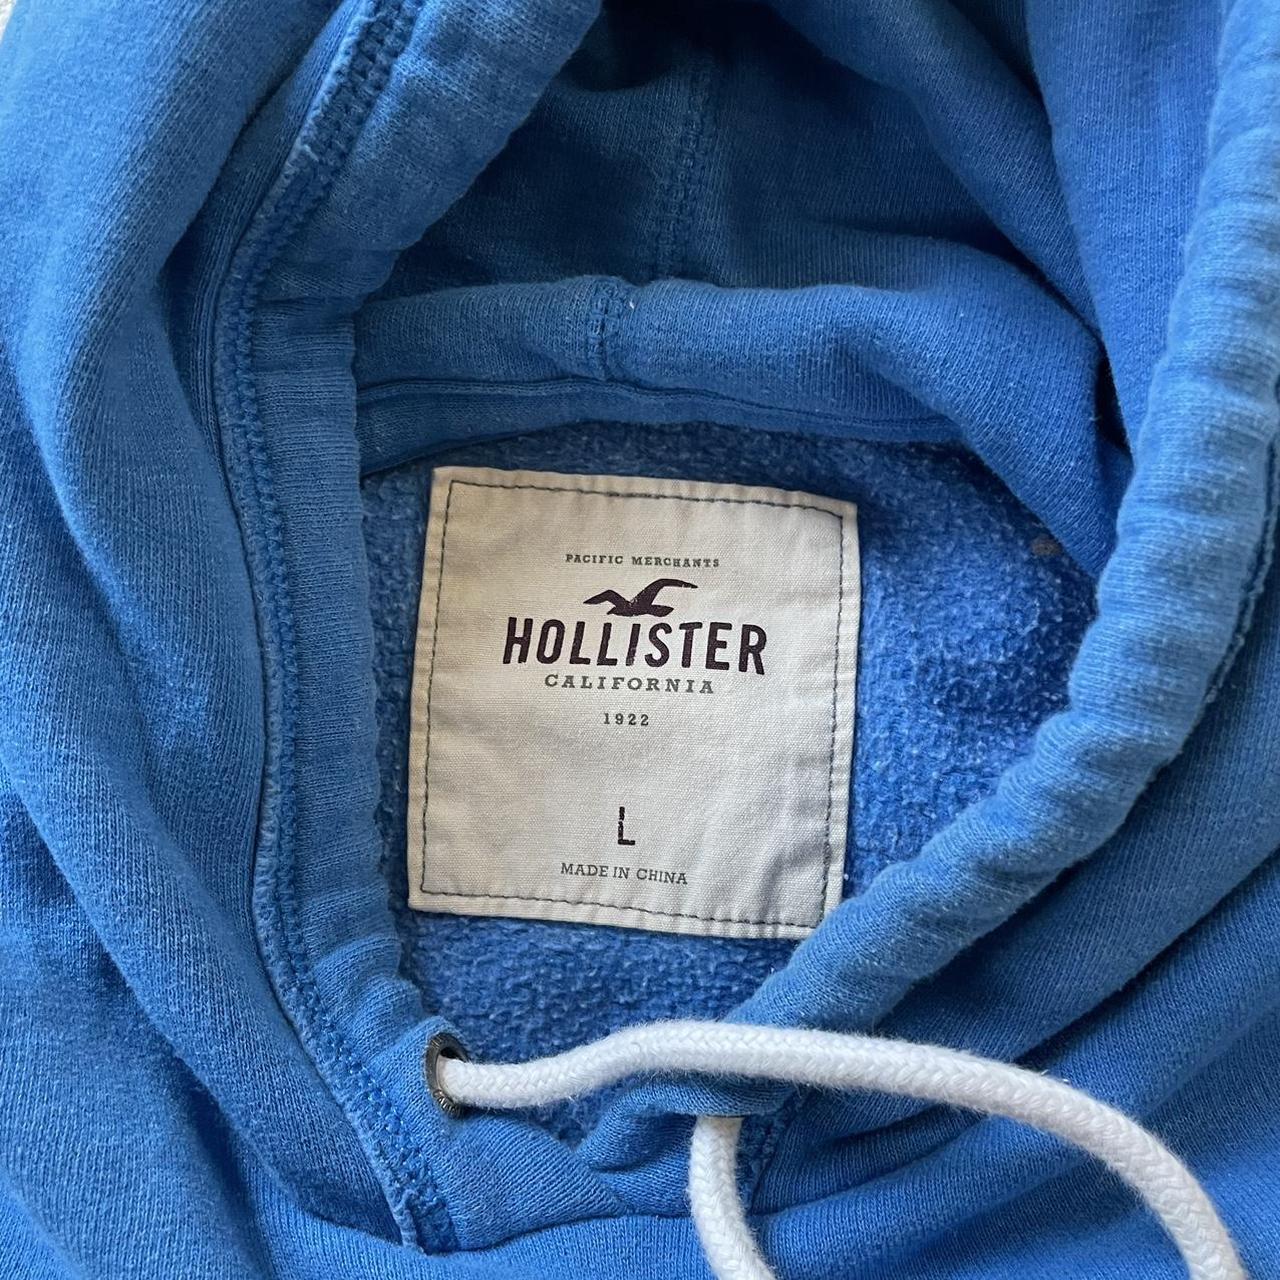 PACIFIC MERCHANTS
HOLLISTER
CALIFORNIA
1922
L
MADE IN CHINA